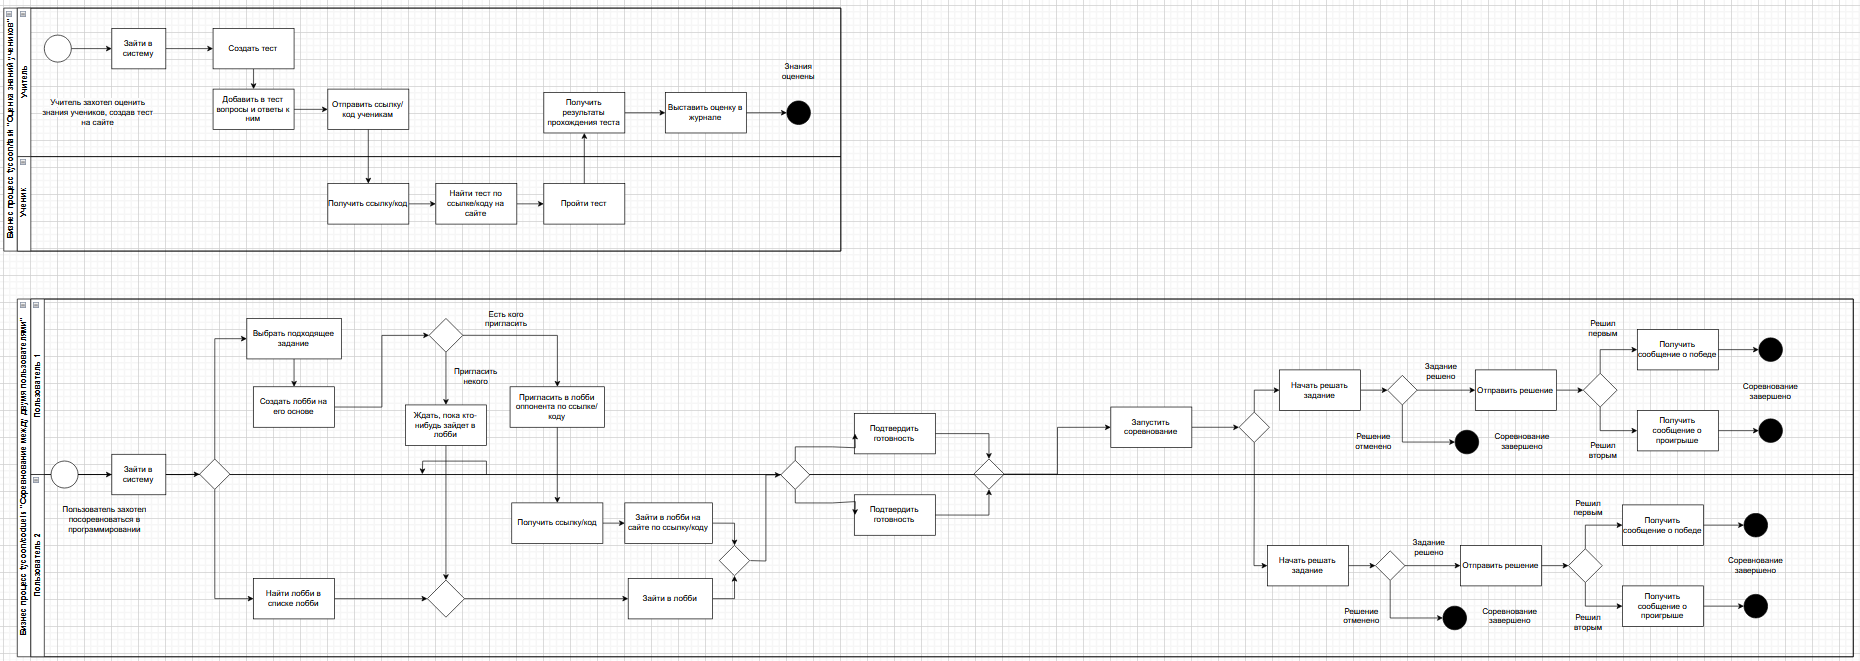 Бизнес процесс tycoon/task "Оценка знаний учеников"
Учитель
Зайти в
систему
Создать тест
Учитель захотел оценить
знания учеников, создав тест
на сайте
Добавить в тест
вопросы и ответы к
ним
Отправить ссылку/
код ученикам
Получить
результаты
прохождения теста
Выставить оценку в
журнале
Знания
оценены
Ученик
Получить ссылку/код
Найти тест по
ссылке/коду на
сайте
Пройти тест
Бизнес процесс tycoon/coduels "Соревнование между двумя пользователями"
Пользователь 1
Выбрать подходящее
задание
Создать лобби на
его основе
Есть кого
пригласить
Пригласить
некого
Ждать, пока кто-
нибудь зайдет в
лобби
Пригласить в лобби
оппонента по ссылке/
коду
Зайти в
систему
Пользователь захотел
посоревноваться в
программировании
Подтвердить
готовность
Запустить
соревнование
Начать решать
задание
Задание
решено
Отправить решение
Решение
отменено
Соревнование
завершено
Решил
первым
Получить
сообщение о победе
Решил
вторым
Получить
сообщение о
проигрыше
Соревнование
завершено
Пользователь 2
Получить ссылку/код
Зайти в лобби на
сайте по ссылку/коду
Найти лобби в
списке лобби
Зайти в лобби
Подтвердить
готовность
Начать решать
задание
Задание
решено
Отправить решение
Решение
отменено
Соревнование
завершено
Решил
первым
Получить
сообщение о победе
Решил
вторым
Получить
сообщение о
проигрыше
Соревнование
завершено